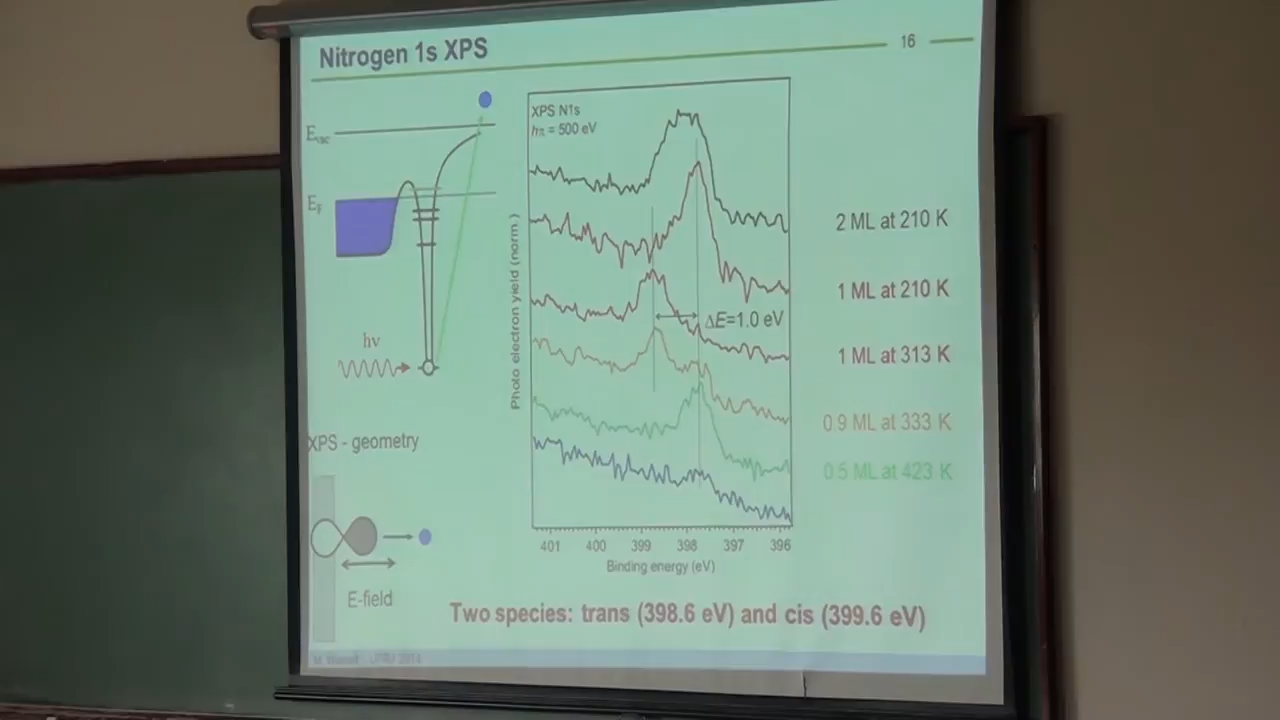 Nitrogen 1s XPS
16
E
E_F
hν
XPS - geometry
E-field
XPS N1s
= 500 eV
Photo electron yield (norm.)
ΔE=1.0 eV
401 400 399 398 397 396
Binding energy (eV)
2 ML at 210 K
1 ML at 210 K
1 ML at 313 K
0.9 ML at 333 K
0.5 ML at 423 K
Two species: trans (398.6 eV) and cis (399.6 eV)
2014